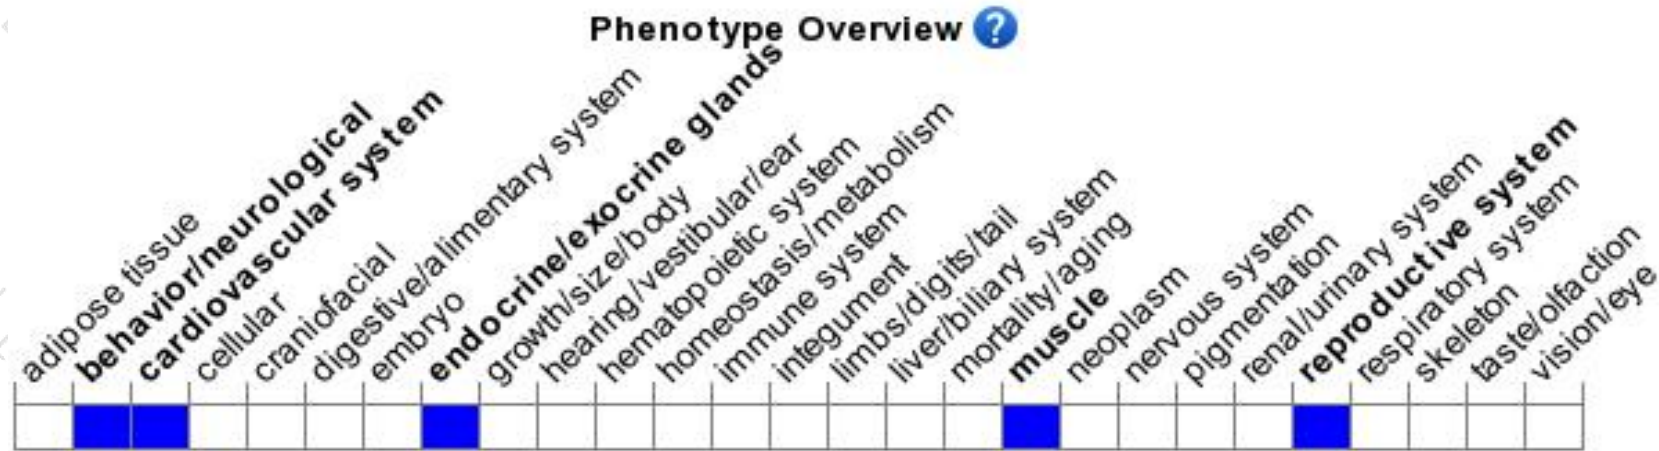 Phenotype Overview ?
adipose tissue
behavior/neurological
cardiovascular system
cellular
craniofacial
digestive/alimentary system
embryo
endocrine/exocrine glands
growth/size/body
hearing/vestibular/ear
hematopoietic system
homeostasis/metabolism
immune system
integument
limbs/digits/tail
liver/biliary system
mortality/aging
muscle
neoplasm
nervous system
pigmentation
renal/urinary system
reproductive system
respiratory system
skeleton
taste/olfaction
vision/eye